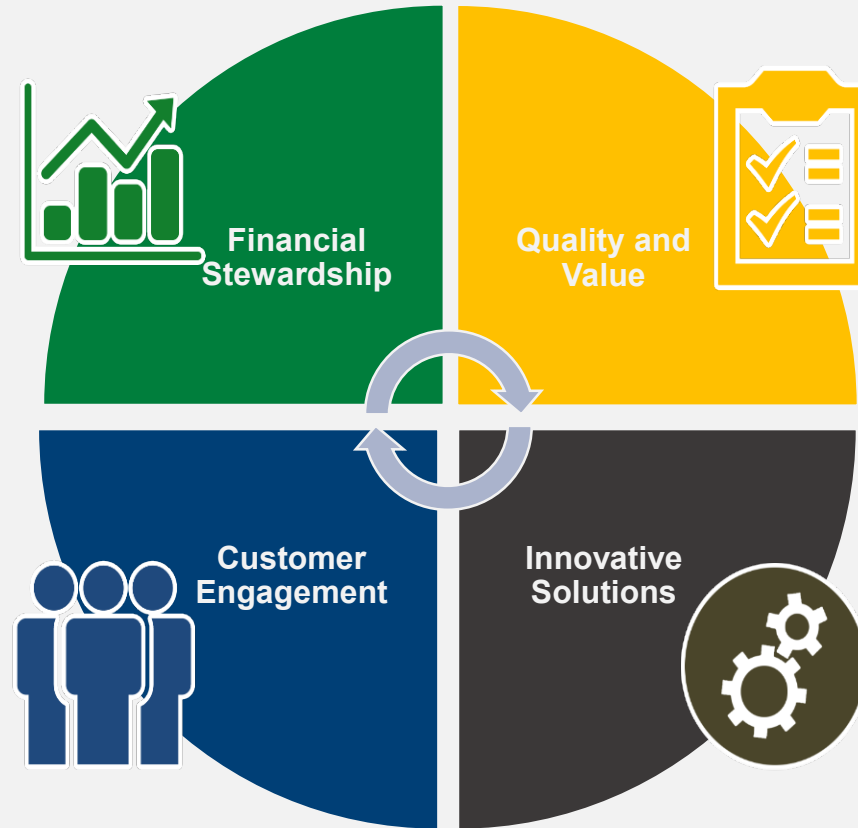 Financial
Stewardship
Quality and
Value
Customer
Engagement
Innovative
Solutions